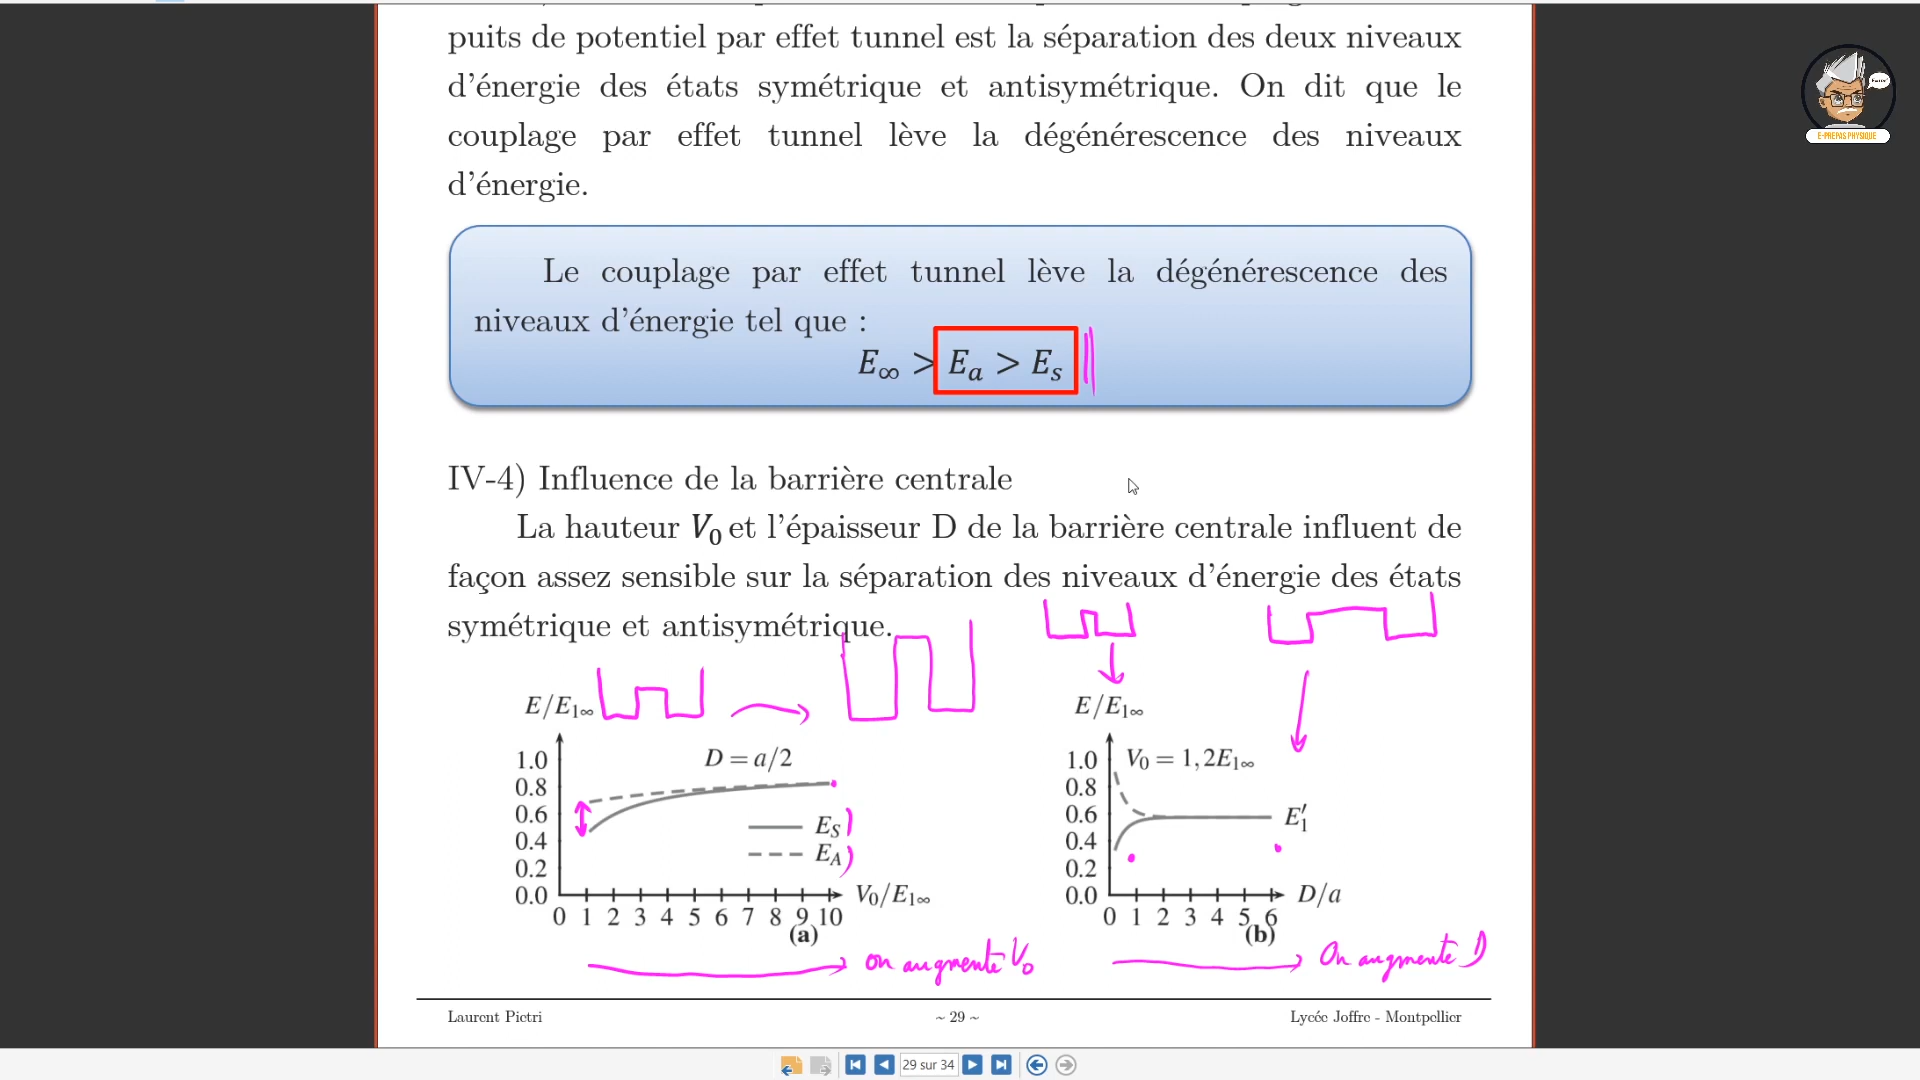 puits de potentiel par effet tunnel est la séparation des deux niveaux
d'énergie des états symétrique et antisymétrique. On dit que le
couplage par effet tunnel lève la dégénérescence des niveaux
d'énergie.
Le couplage par effet tunnel lève la dégénérescence des
niveaux d'énergie tel que :
E∞ > Ea > Es
IV-4) Influence de la barrière centrale
La hauteur V0 et l'épaisseur D de la barrière centrale influent de
façon assez sensible sur la séparation des niveaux d'énergie des états
symétrique et antisymétrique.
E/E1∞
1.0
0.8
0.6
0.4
0.2
0.0
D = a/2
ES
EA
0 1 2 3 4 5 6 7 8 9 10
V0/E1∞
(a)
on augmente V0
E/E1∞
1.0
0.8
0.6
0.4
0.2
0.0
V0 = 1,2E1∞
E′1
0 1 2 3 4 5 6
D/a
(b)
On augmente D
Laurent Pietri
~ 29 ~
Lycée Joffre - Montpellier
29 sur 34
E-PREPAS PHYSIQUE